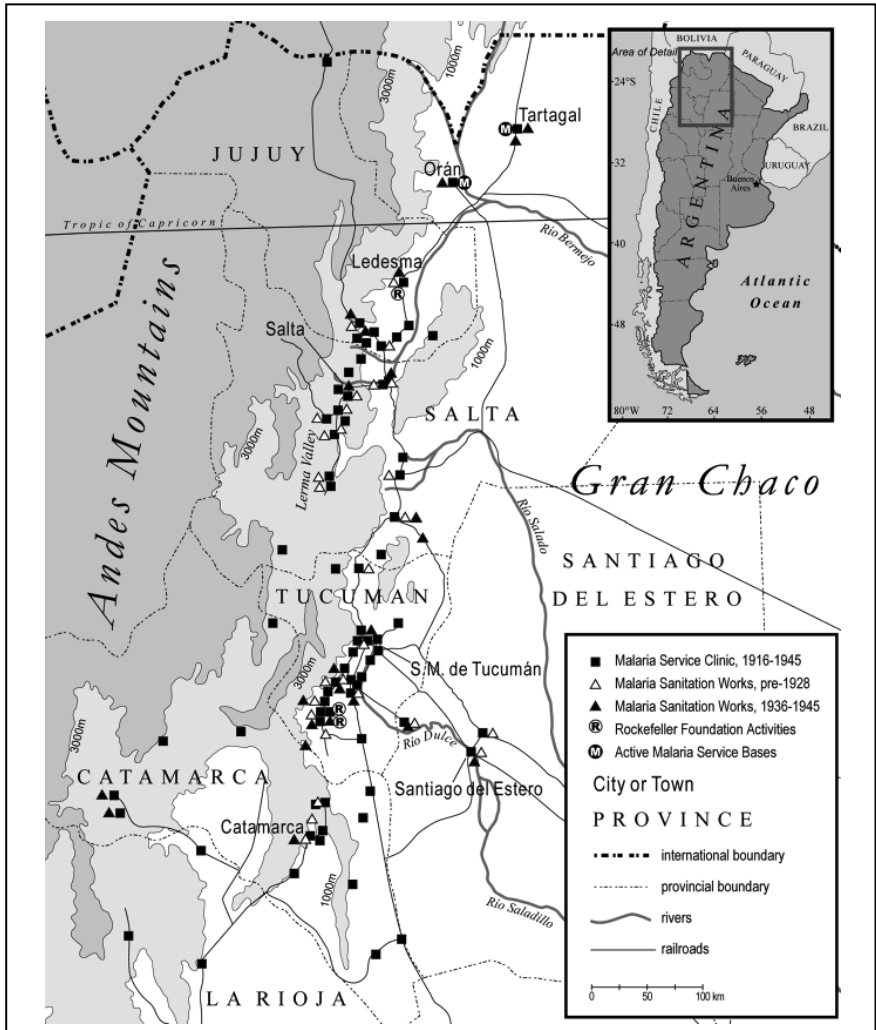 BOLIVIA
Area of Detail
PARAGUAY
24°S
CHILE
BRAZIL
ARGENTINA
32
URUGUAY
Buenos
Aires
40
Atlantic
Ocean
48
80°W 72 64 56 48
1000m
3000m
Tartagal
M
JUJUY
Orán
M
Tropic of Capricorn
Río Bermejo
Ledesma
R
Andes Mountains
Salta
1000m
SALTA
3000m
Lerma Valley
Gran Chaco
Río Salado
SANTIAGO
DEL ESTERO
TUCUMAN
S.M. de Tucumán
3000m
R
R
3000m
Río Dulce
CATAMARCA
Santiago del Estero
Catamarca
1000m
Río Saladillo
LA RIOJA
Malaria Service Clinic, 1916-1945
Malaria Sanitation Works, pre-1928
Malaria Sanitation Works, 1936-1945
R Rockefeller Foundation Activities
M Active Malaria Service Bases
City or Town
PROVINCE
international boundary
provincial boundary
rivers
railroads
0 50 100 km